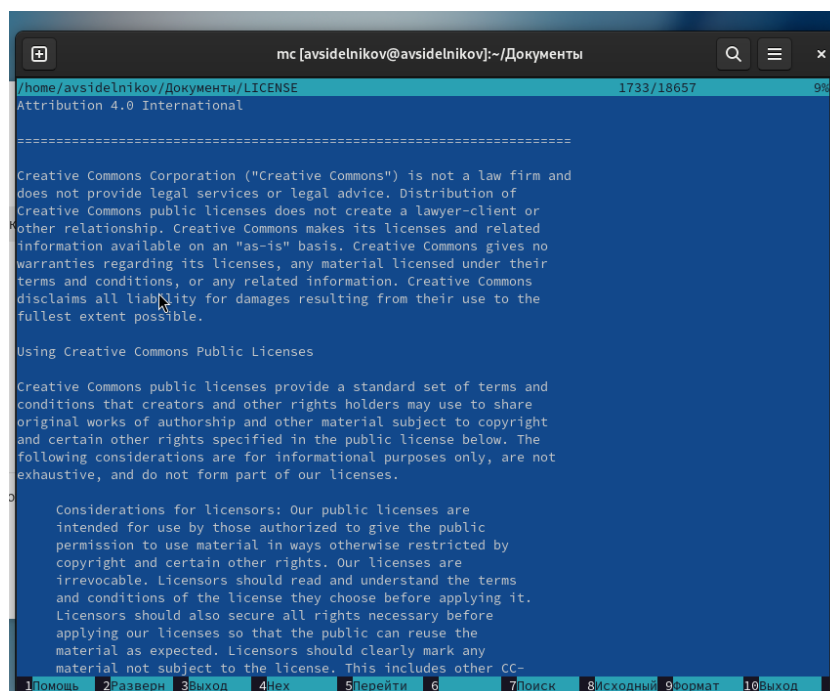 mc [avsidelnikov@avsidelnikov]:~/Документы
/home/avsidelnikov/Документы/LICENSE 1733/18657 9%
Attribution 4.0 International
=======================================================================
Creative Commons Corporation ("Creative Commons") is not a law firm and
does not provide legal services or legal advice. Distribution of
Creative Commons public licenses does not create a lawyer-client or
other relationship. Creative Commons makes its licenses and related
information available on an "as-is" basis. Creative Commons gives no
warranties regarding its licenses, any material licensed under their
terms and conditions, or any related information. Creative Commons
disclaims all liability for damages resulting from their use to the
fullest extent possible.
Using Creative Commons Public Licenses
Creative Commons public licenses provide a standard set of terms and
conditions that creators and other rights holders may use to share
original works of authorship and other material subject to copyright
and certain other rights specified in the public license below. The
following considerations are for informational purposes only, are not
exhaustive, and do not form part of our licenses.
Considerations for licensors: Our public licenses are
intended for use by those authorized to give the public
permission to use material in ways otherwise restricted by
copyright and certain other rights. Our licenses are
irrevocable. Licensors should read and understand the terms
and conditions of the license they choose before applying it.
Licensors should also secure all rights necessary before
applying our licenses so that the public can reuse the
material as expected. Licensors should clearly mark any
material not subject to the license. This includes other CC-
1Помощь 2Разверн 3Выход 4Hex 5Перейти 6 7Поиск 8Исходный 9Формат 10Выход